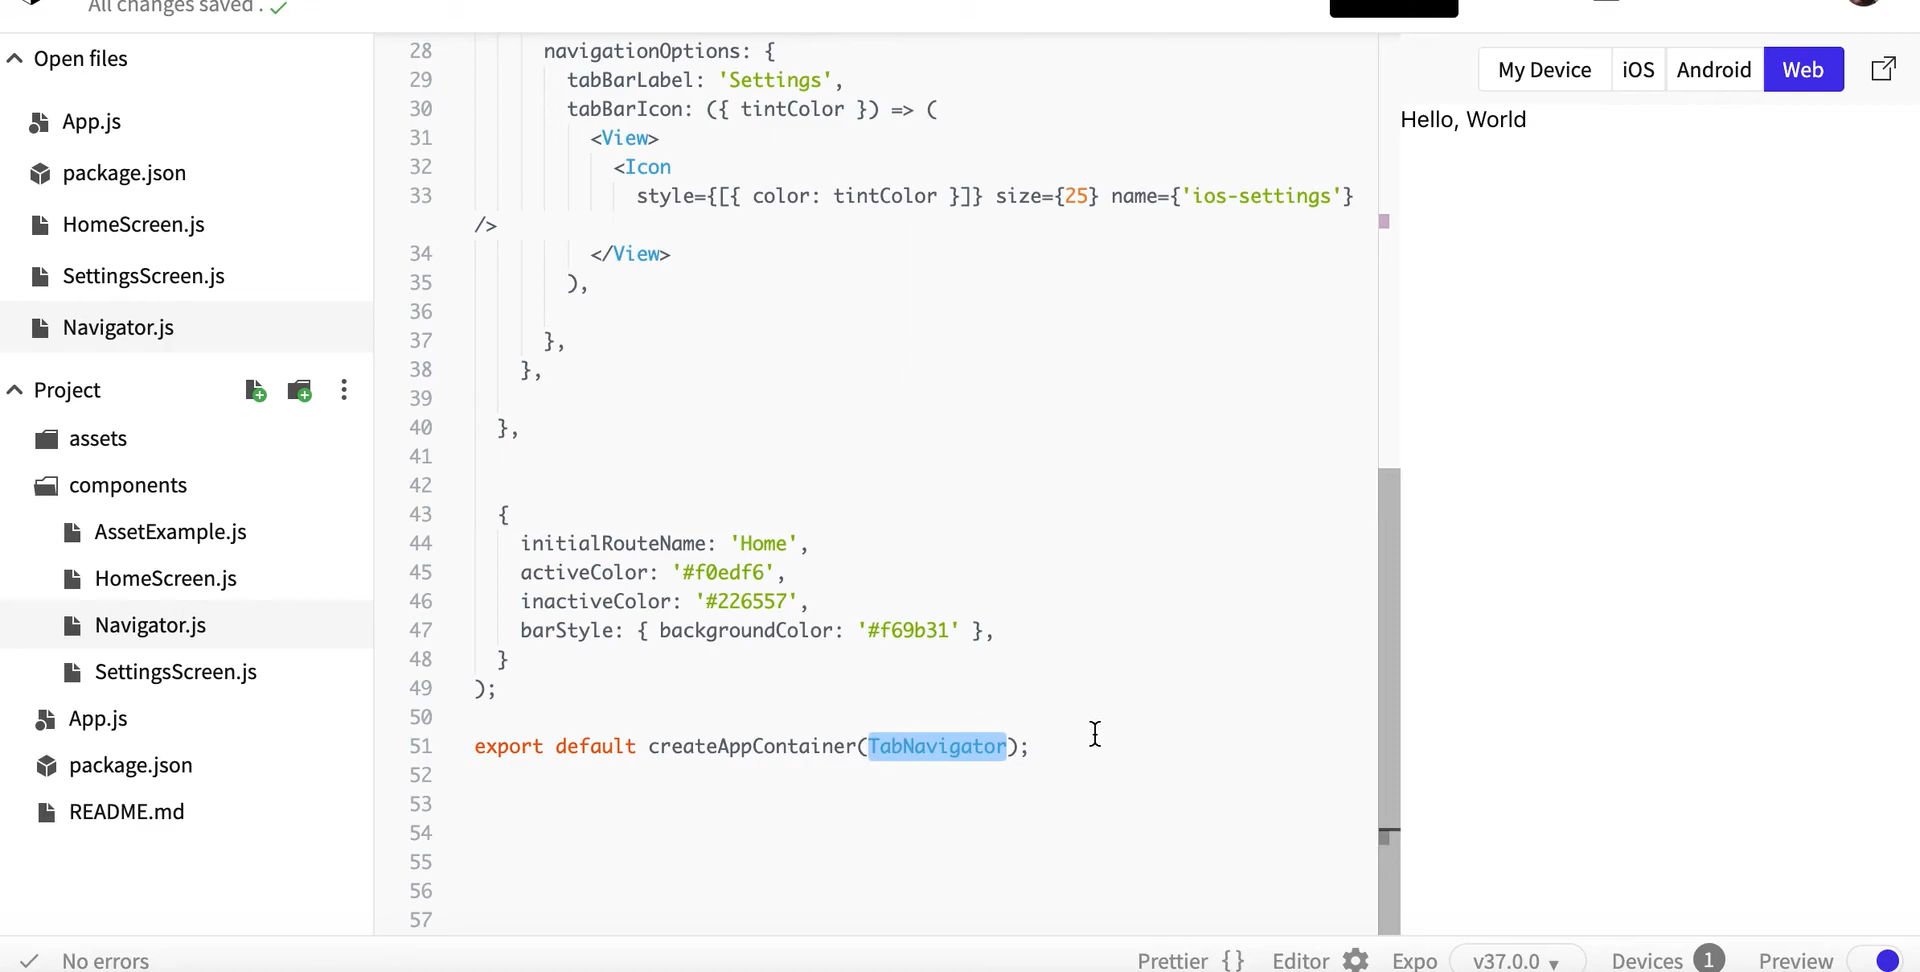 All changes saved .
Open files
App.js
package.json
HomeScreen.js
SettingsScreen.js
Navigator.js
Project
assets
components
AssetExample.js
HomeScreen.js
Navigator.js
SettingsScreen.js
App.js
package.json
README.md
28 navigationOptions: {
29 tabBarLabel: 'Settings',
30 tabBarIcon: ({ tintColor }) => (
31 <View>
32 <Icon
33 style={[{ color: tintColor }]} size={25} name={'ios-settings'}
/>
34 </View>
35 ),
36
37 },
38 },
39
40 },
41
42
43 {
44 initialRouteName: 'Home',
45 activeColor: '#f0edf6',
46 inactiveColor: '#226557',
47 barStyle: { backgroundColor: '#f69b31' },
48 }
49 );
50
51 export default createAppContainer(TabNavigator);
52
53
54
55
56
57
My Device iOS Android Web
Hello, World
No errors
Prettier {} Editor Expo v37.0.0 Devices 1 Preview